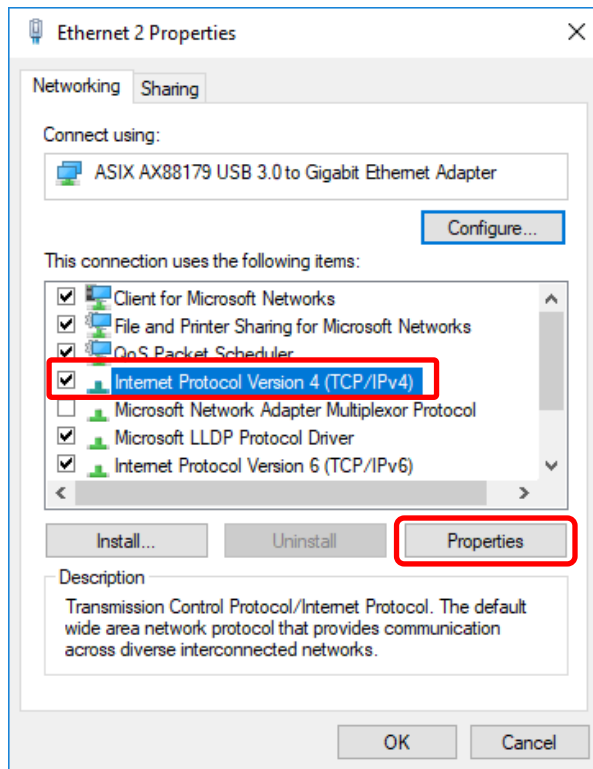 Ethernet 2 Properties
Networking Sharing
Connect using:
ASIX AX88179 USB 3.0 to Gigabit Ethernet Adapter
Configure...
This connection uses the following items:
Client for Microsoft Networks
File and Printer Sharing for Microsoft Networks
QoS Packet Scheduler
Internet Protocol Version 4 (TCP/IPv4)
Microsoft Network Adapter Multiplexor Protocol
Microsoft LLDP Protocol Driver
Internet Protocol Version 6 (TCP/IPv6)
Install... Uninstall Properties
Description
Transmission Control Protocol/Internet Protocol. The default
wide area network protocol that provides communication
across diverse interconnected networks.
OK Cancel